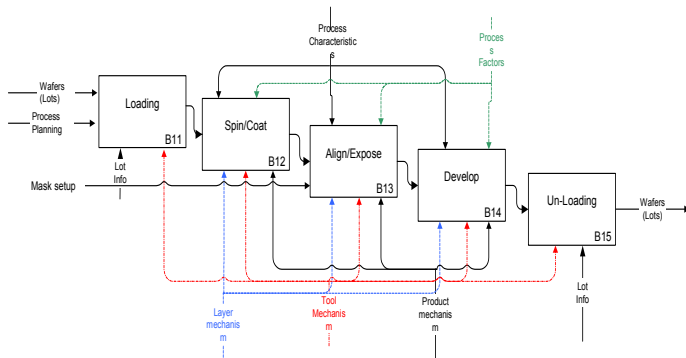 Process
Characteristic
s
Proces
s
Factors
Wafers
(Lots)
Process
Planning
Loading
B11
Spin/Coat
B12
Align/Expose
B13
Develop
B14
Un-Loading
B15
Wafers
(Lots)
Lot
Info
Mask setup
Lot
Info
Layer
mechanis
m
Tool
Mechanis
m
Product
mechanis
m